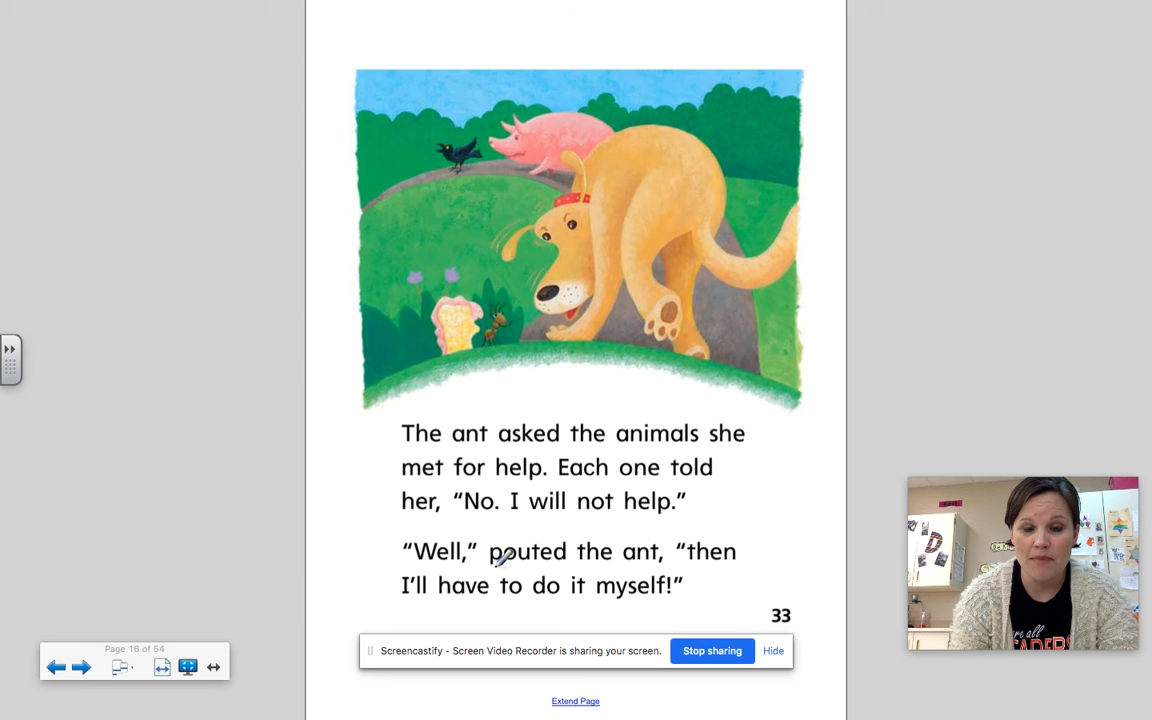 The ant asked the animals she
met for help. Each one told
her, “No. I will not help.”
“Well,” pouted the ant, “then
I’ll have to do it myself!”
33
Page 16 of 54
Screencastify - Screen Video Recorder is sharing your screen.
Stop sharing
Hide
Extend Page